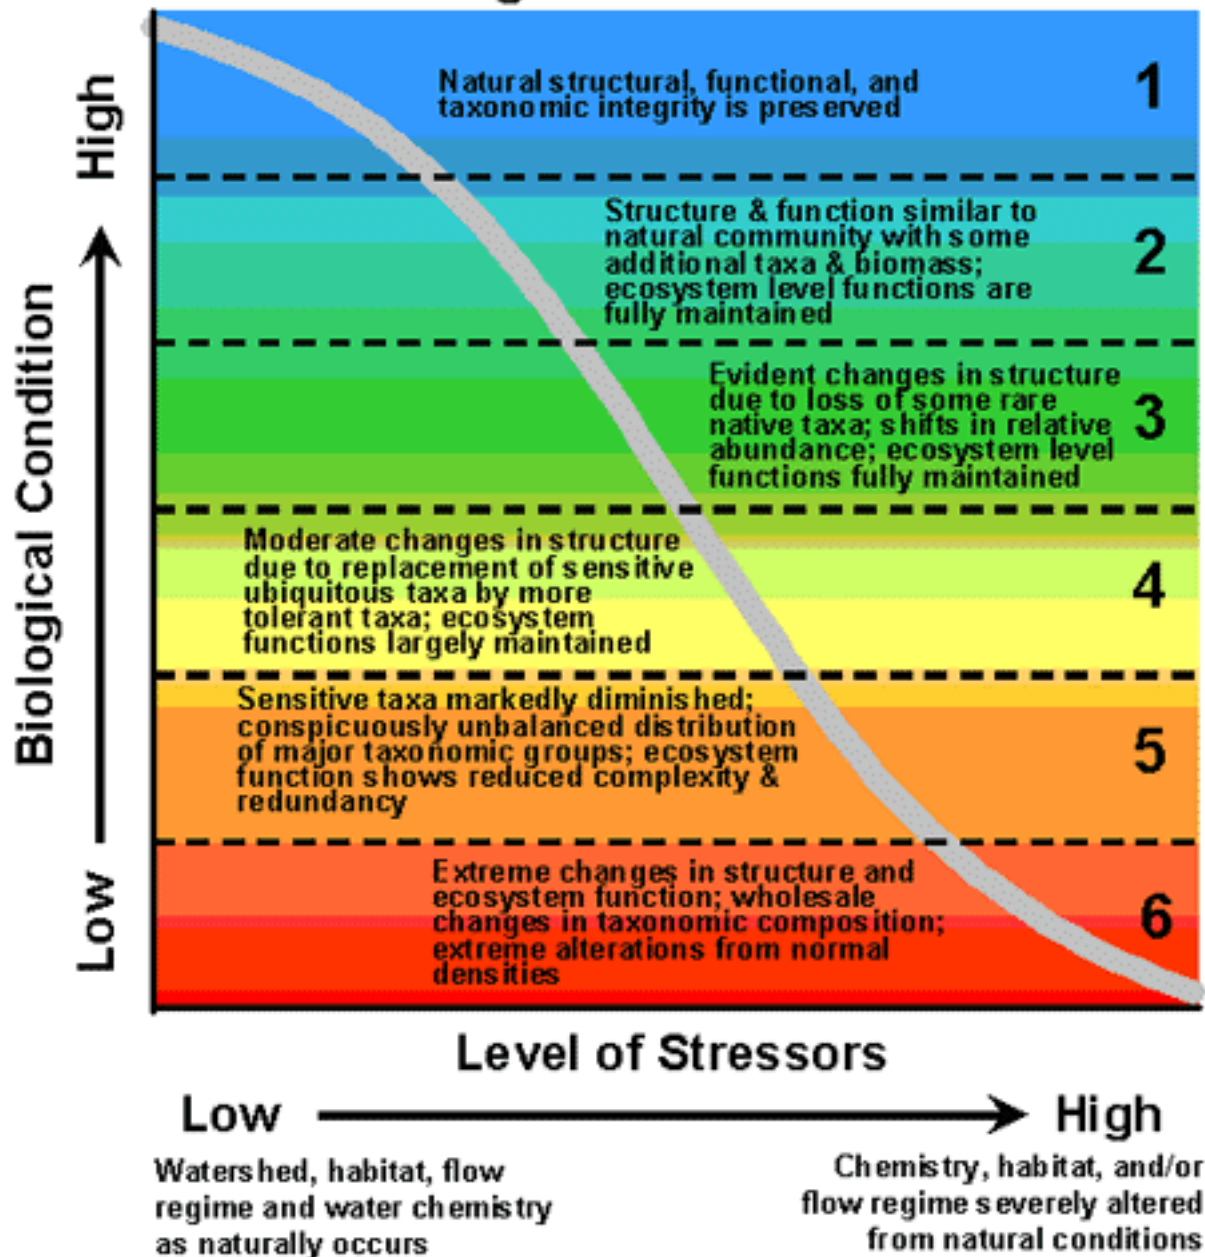 Natural structural, functional, and
taxonomic integrity is preserved
1
Structure & function similar to
natural community with some
additional taxa & biomass;
ecosystem level functions are
fully maintained
2
Evident changes in structure
due to loss of some rare
native taxa; shifts in relative
abundance; ecosystem level
functions fully maintained
3
Moderate changes in structure
due to replacement of sensitive
ubiquitous taxa by more
tolerant taxa; ecosystem
functions largely maintained
4
Sensitive taxa markedly diminished;
conspicuously unbalanced distribution
of major taxonomic groups; ecosystem
function shows reduced complexity &
redundancy
5
Extreme changes in structure and
ecosystem function; wholesale
changes in taxonomic composition;
extreme alterations from normal
densities
6
High
Biological Condition
Low
Level of Stressors
Low
High
Watershed, habitat, flow
regime and water chemistry
as naturally occurs
Chemistry, habitat, and/or
flow regime severely altered
from natural conditions